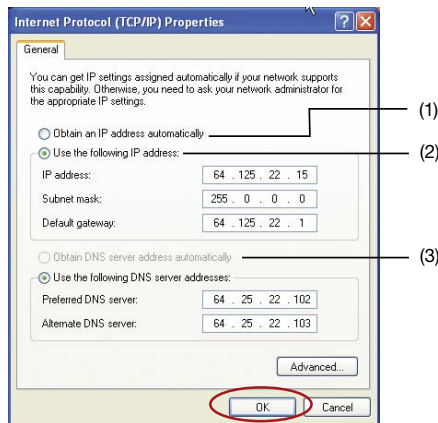 Internet Protocol (TCP/IP) Properties
General
You can get IP settings assigned automatically if your network supports
this capability. Otherwise, you need to ask your network administrator for
the appropriate IP settings.
Obtain an IP address automatically
(1)
Use the following IP address:
(2)
IP address: 64 . 125 . 22 . 15
Subnet mask: 255 . 0 . 0 . 0
Default gateway: 64 . 125 . 22 . 1
Obtain DNS server address automatically
(3)
Use the following DNS server addresses:
Preferred DNS server: 64 . 25 . 22 . 102
Alternate DNS server: 64 . 25 . 22 . 103
Advanced...
OK Cancel